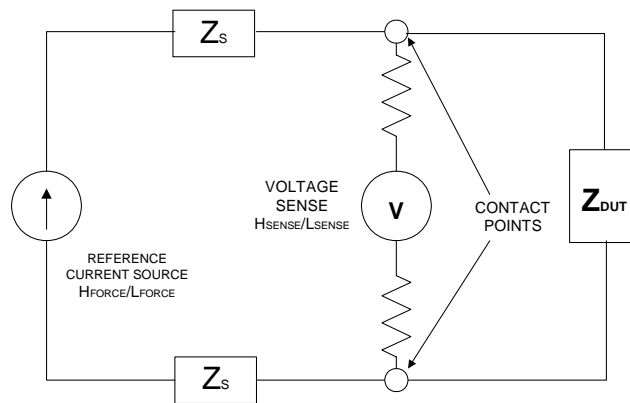 Zs
VOLTAGE
SENSE
HSENSE/LSENSE
V
CONTACT
POINTS
ZDUT
REFERENCE
CURRENT SOURCE
HFORCE/LFORCE
Zs